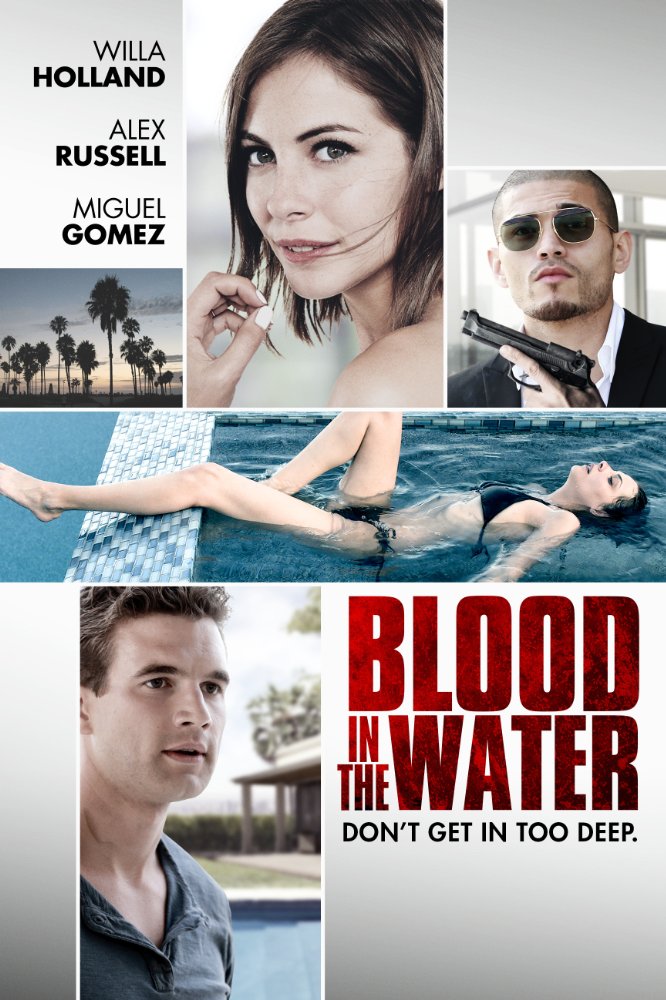 WILLA
HOLLAND
ALEX
RUSSELL
MIGUEL
GOMEZ
BLOOD
IN
THE WATER
DON'T GET IN TOO DEEP.